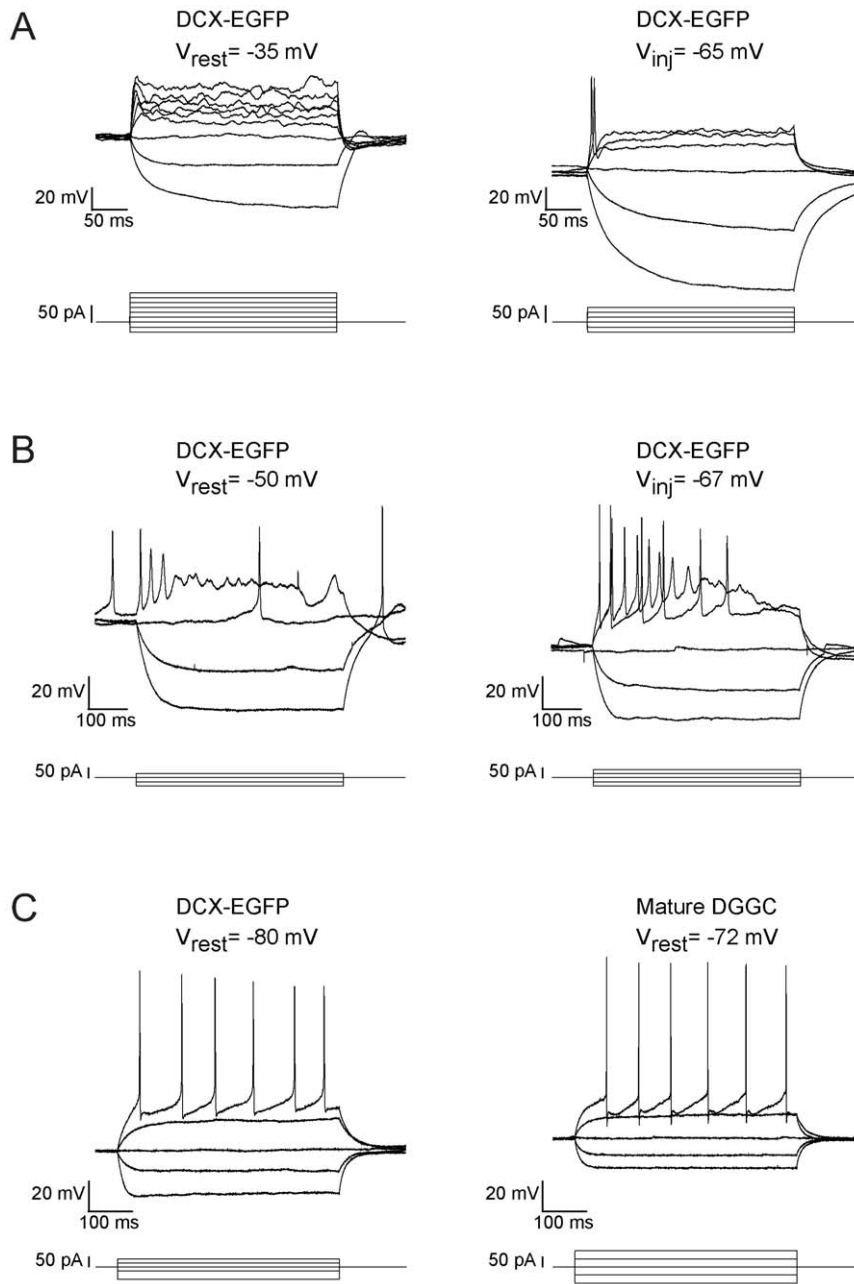 A
DCX-EGFP
Vrest= -35 mV
20 mV
50 ms
50 pA
DCX-EGFP
Vinj= -65 mV
20 mV
50 ms
50 pA
B
DCX-EGFP
Vrest= -50 mV
20 mV
100 ms
50 pA
DCX-EGFP
Vinj= -67 mV
20 mV
100 ms
50 pA
C
DCX-EGFP
Vrest= -80 mV
20 mV
100 ms
50 pA
Mature DGGC
Vrest= -72 mV
20 mV
100 ms
50 pA